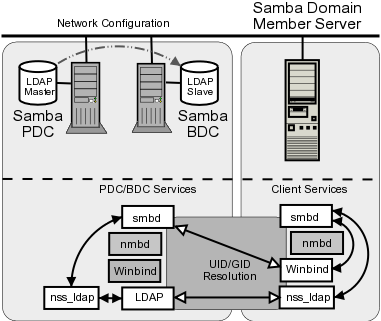 Network Configuration
Samba Domain
Member Server
LDAP
Master
LDAP
Slave
Samba
PDC
Samba
BDC
PDC/BDC Services
Client Services
smbd
nmbd
Winbind
nss_ldap
LDAP
UID/GID
Resolution
smbd
nmbd
Winbind
nss_ldap